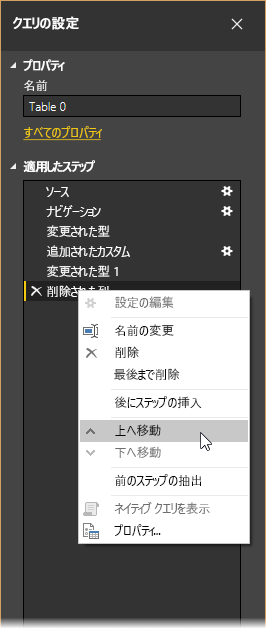 クエリの設定
プロパティ
名前
Table 0
すべてのプロパティ
適用したステップ
ソース
ナビゲーション
変更された型
追加されたカスタム
変更された型 1
削除された列
設定の編集
名前の変更
削除
最後まで削除
後にステップの挿入
上へ移動
下へ移動
前のステップの抽出
ネイティブ クエリを表示
プロパティ...